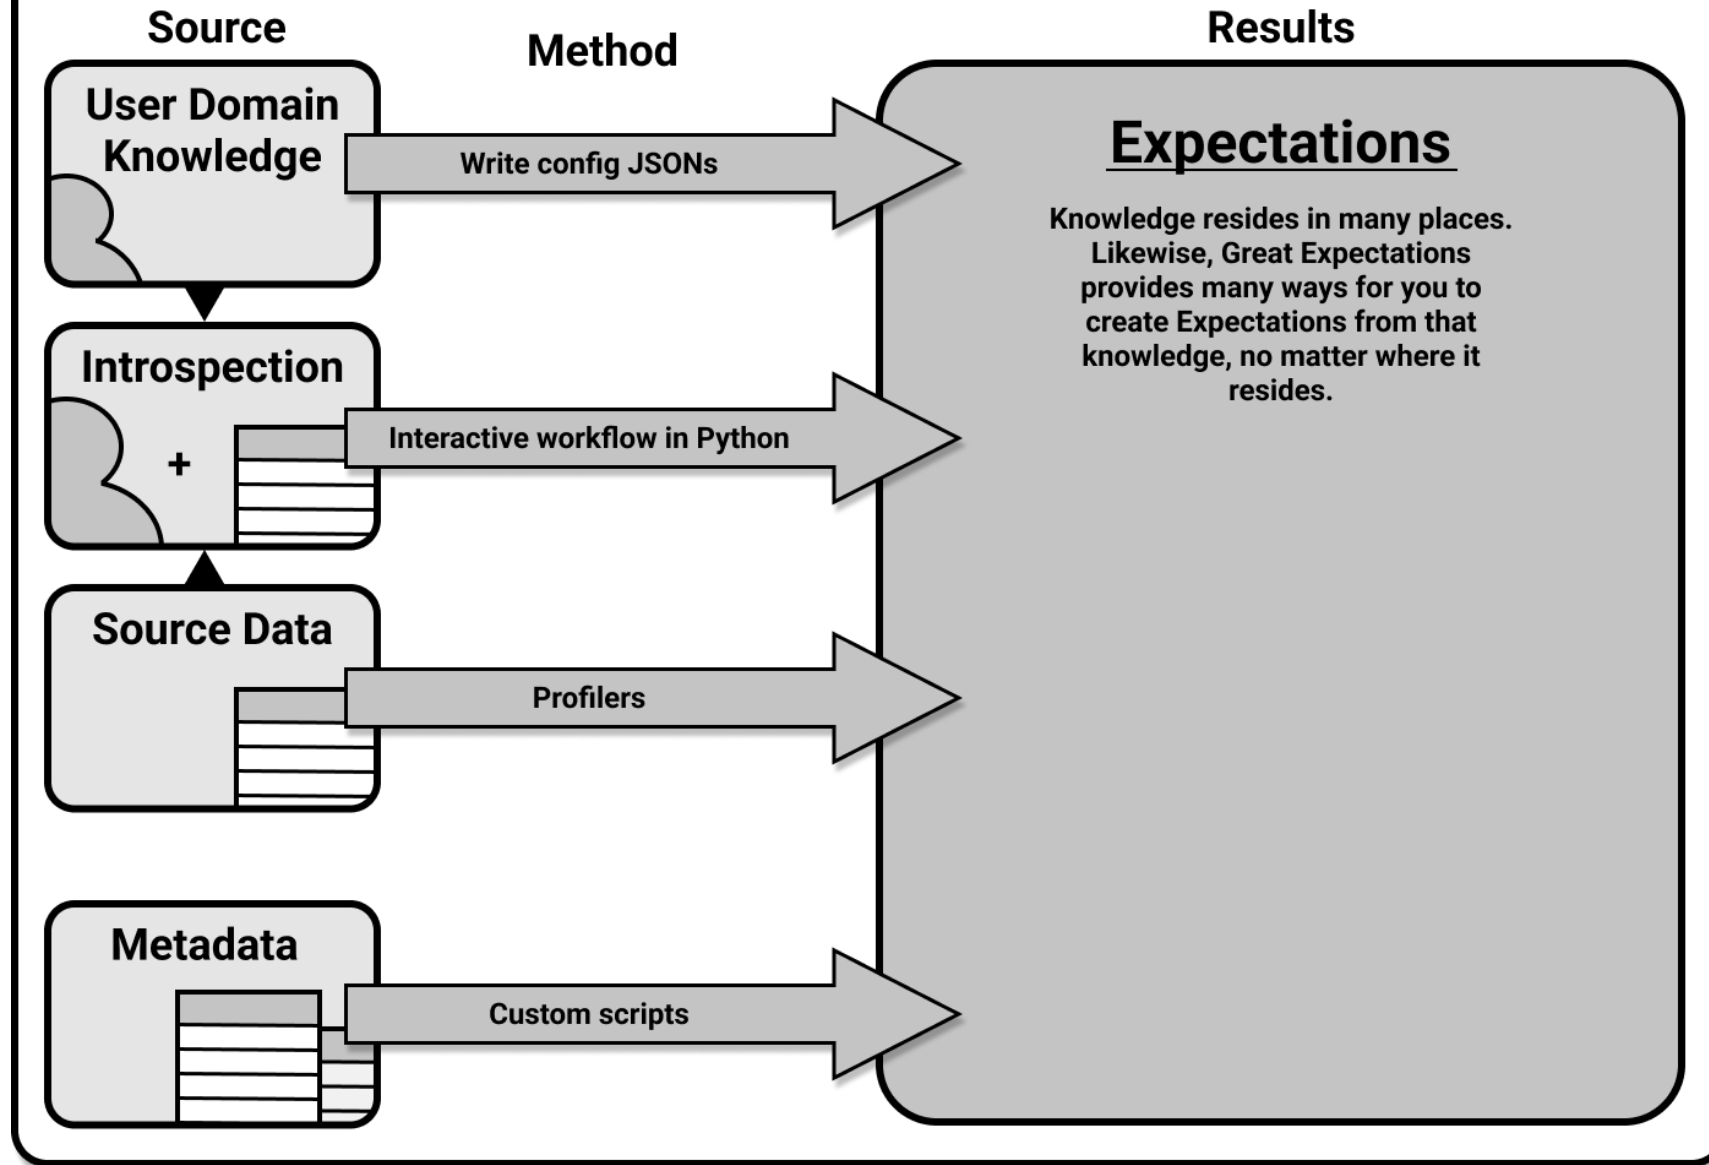 Source
Method
Results
User Domain
Knowledge
Write config JSONs
Expectations
Knowledge resides in many places.
Likewise, Great Expectations
provides many ways for you to
create Expectations from that
knowledge, no matter where it
resides.
Introspection
+
Interactive workflow in Python
Source Data
Profilers
Metadata
Custom scripts